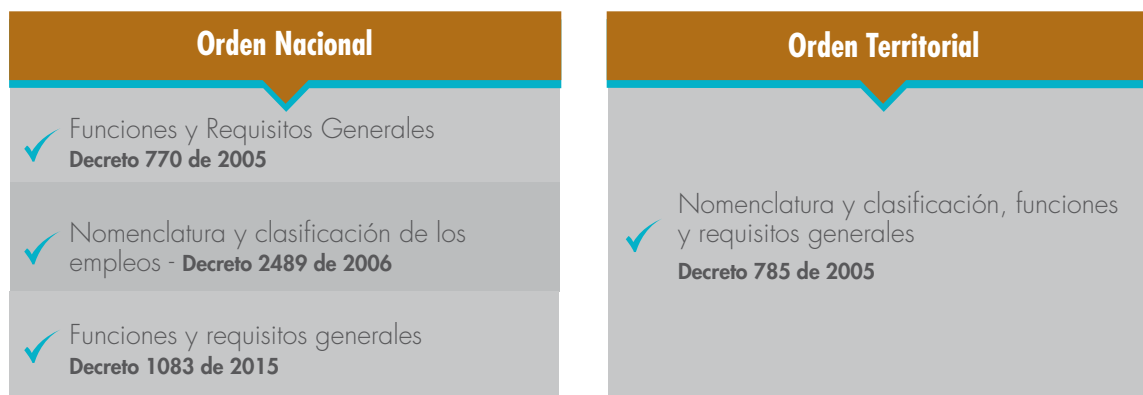 Orden Nacional
Funciones y Requisitos Generales
Decreto 770 de 2005
Nomenclatura y clasificación de los
empleos - Decreto 2489 de 2006
Funciones y requisitos generales
Decreto 1083 de 2015
Orden Territorial
Nomenclatura y clasificación, funciones
y requisitos generales
Decreto 785 de 2005